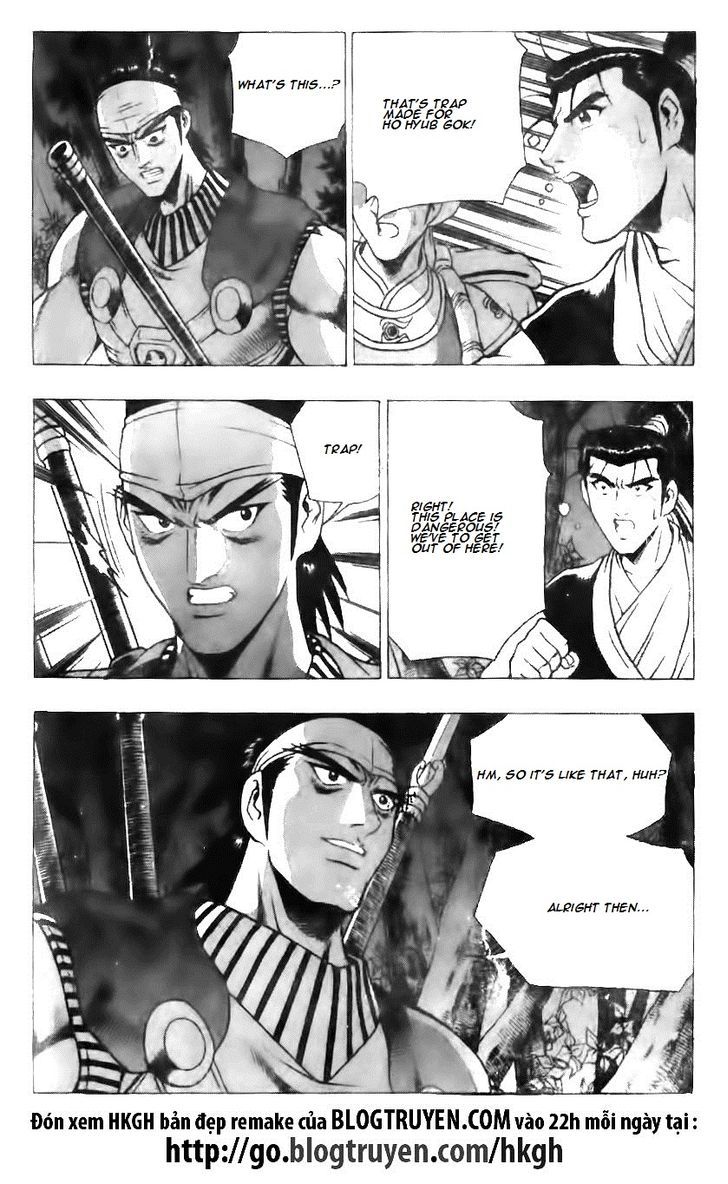 WHAT'S THIS...?
THAT'S TRAP
MADE FOR
HO HYUB GOK!
TRAP!
RIGHT!
THIS PLACE IS
DANGEROUS!
WE'VE TO GET
OUT OF HERE!
HM, SO IT'S LIKE THAT, HUH?
ALRIGHT THEN...
Đón xem HKGH bản đẹp remake của BLOGTRUYEN.COM vào 22h mỗi ngày tại :
http://go.blogtruyen.com/hkgh